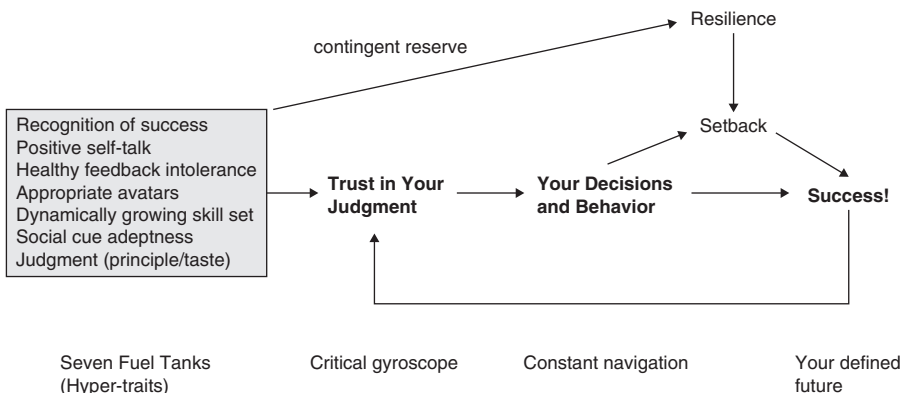 Resilience
contingent reserve
Setback
Recognition of success
Positive self-talk
Healthy feedback intolerance
Appropriate avatars
Dynamically growing skill set
Social cue adeptness
Judgment (principle/taste)
Trust in Your
Judgment
Your Decisions
and Behavior
Success!
Seven Fuel Tanks
(Hyper-traits)
Critical gyroscope
Constant navigation
Your defined
future